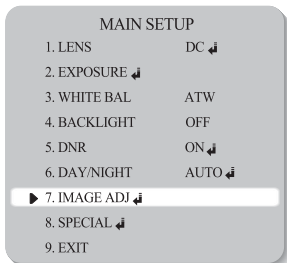 MAIN SETUP
1. LENS DC ↲
2. EXPOSURE ↲
3. WHITE BAL ATW
4. BACKLIGHT OFF
5. DNR ON ↲
6. DAY/NIGHT AUTO ↲
▶ 7. IMAGE ADJ ↲
8. SPECIAL ↲
9. EXIT